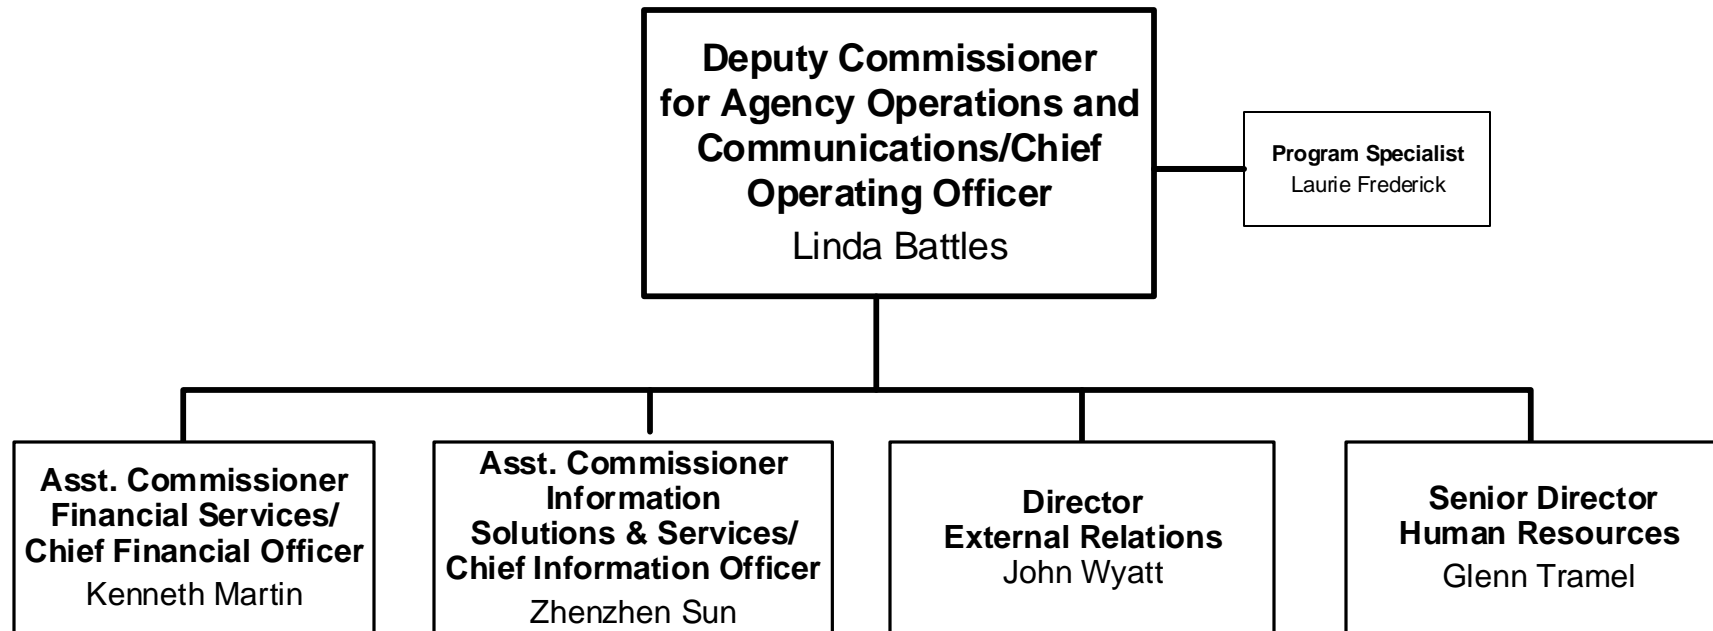 Deputy Commissioner
for Agency Operations and
Communications/Chief
Operating Officer
Linda Battles
Program Specialist
Laurie Frederick
Asst. Commissioner
Financial Services/
Chief Financial Officer
Kenneth Martin
Asst. Commissioner
Information
Solutions & Services/
Chief Information Officer
Zhenzhen Sun
Director
External Relations
John Wyatt
Senior Director
Human Resources
Glenn Tramel